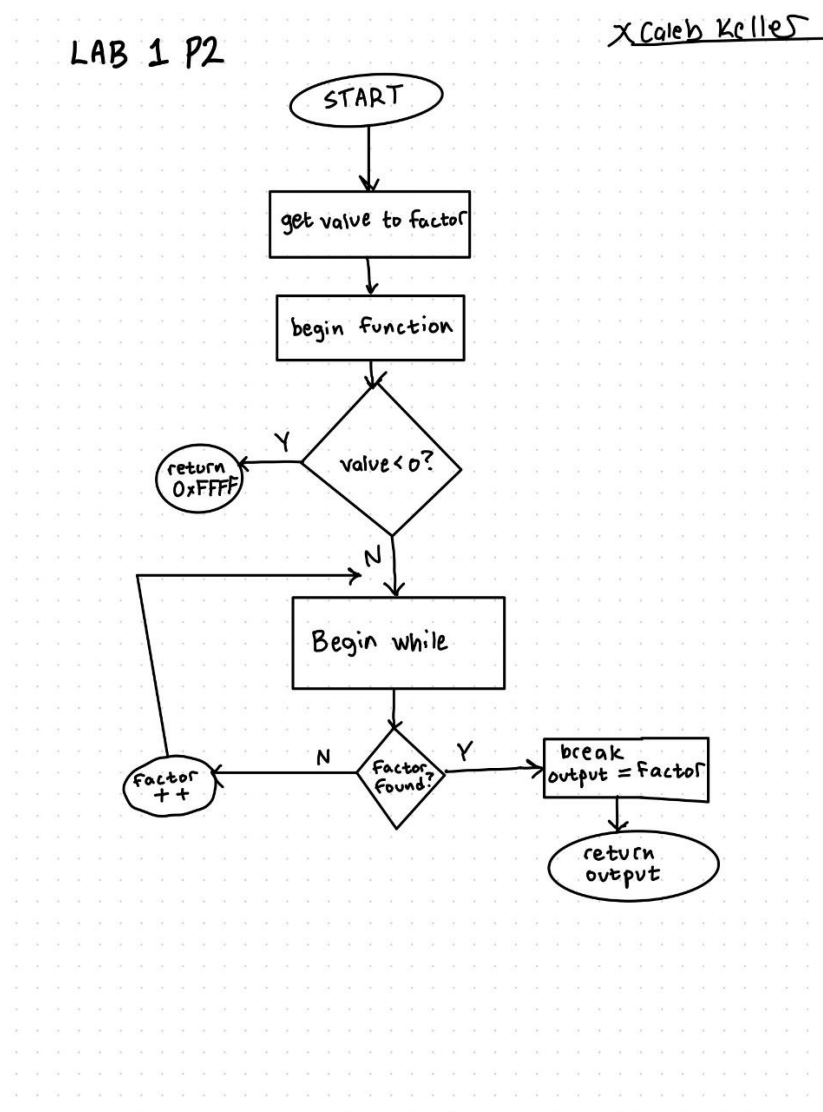 LAB 1 P2
X Caleb Keller
START
get value to factor
begin function
value<0?
Y
return
0xFFFF
N
Begin while
Factor
Found?
N
Factor
++
Y
break
output = Factor
return
output